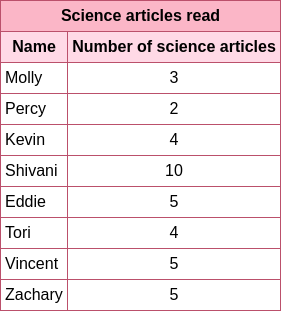 Science articles read
Name Number of science articles
Molly 3
Percy 2
Kevin 4
Shivani 10
Eddie 5
Tori 4
Vincent 5
Zachary 5